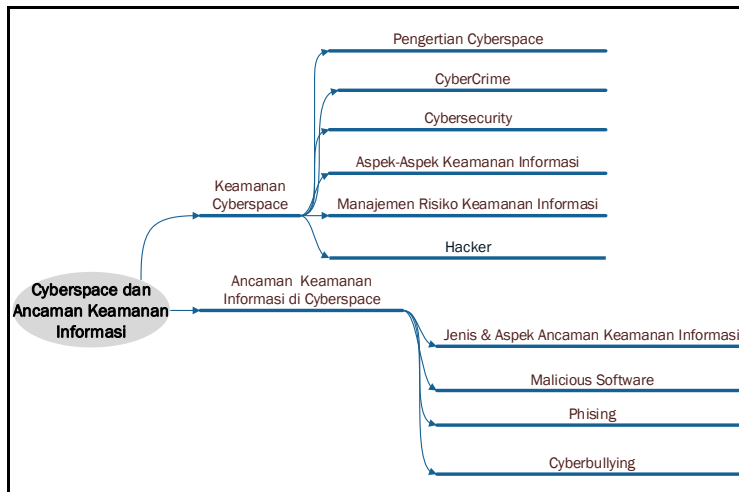 Pengertian Cyberspace
CyberCrime
Cybersecurity
Aspek-Aspek Keamanan Informasi
Keamanan
Cyberspace
Manajemen Risiko Keamanan Informasi
Hacker
Cyberspace dan
Ancaman Keamanan
Informasi
Ancaman Keamanan
Informasi di Cyberspace
Jenis & Aspek Ancaman Keamanan Informasi
Malicious Software
Phising
Cyberbullying